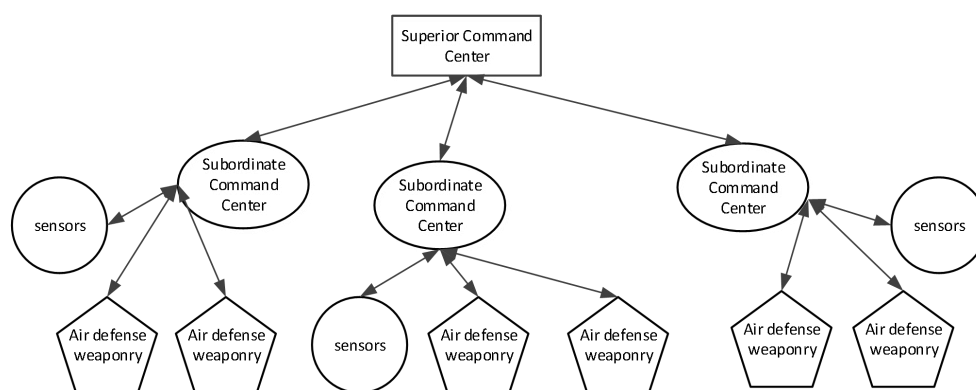 Superior Command
Center
Subordinate
Command
Center
Subordinate
Command
Center
Subordinate
Command
Center
sensors
sensors
Air defense
weaponry
Air defense
weaponry
sensors
Air defense
weaponry
Air defense
weaponry
Air defense
weaponry
Air defense
weaponry